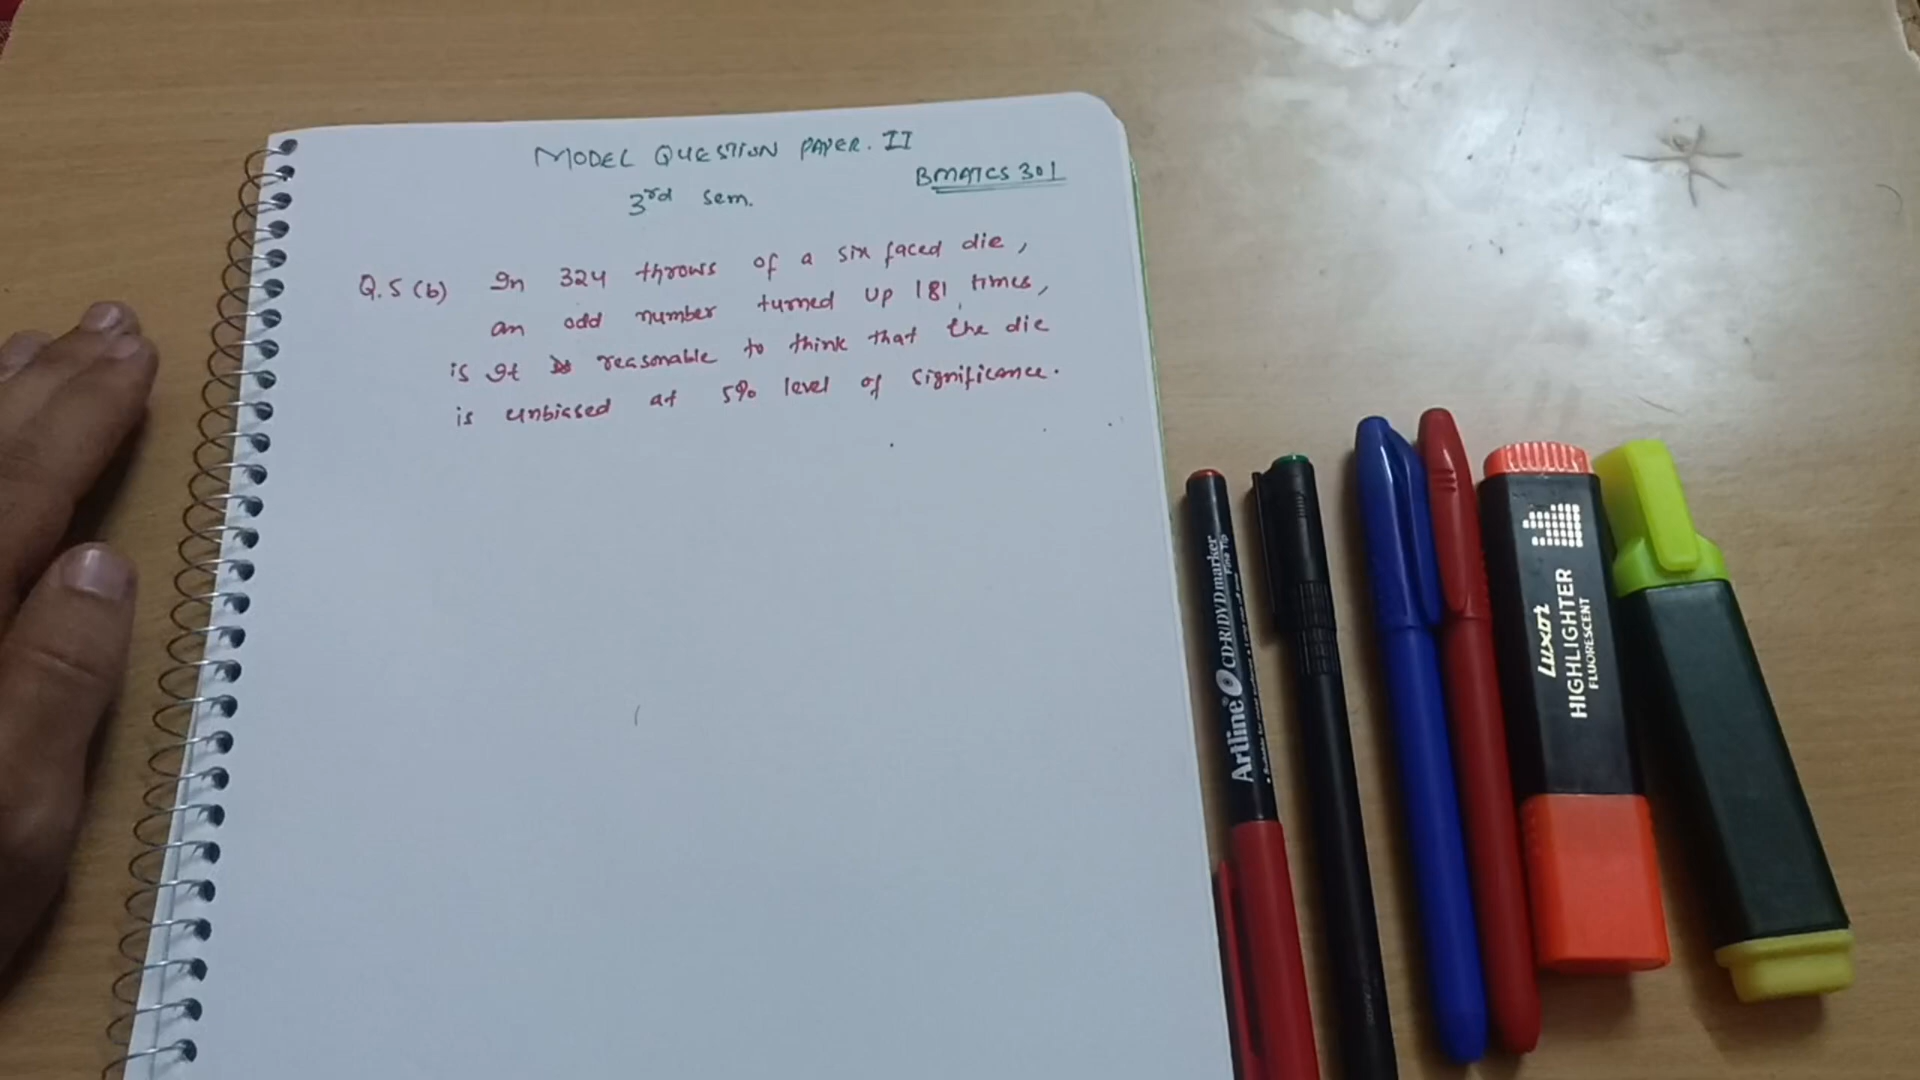 MODEL QUESTION PAPER. II
BMATCS 301
3rd sem.
Q.5 (b) In 324 throws of a six faced die,
an odd number turned up 181 times,
is It reasonable to think that the die
is unbiased at 5% level of significance.
Artline CD-R/DVD marker
Fine Tip
Luxor
HIGHLIGHTER
FLUORESCENT